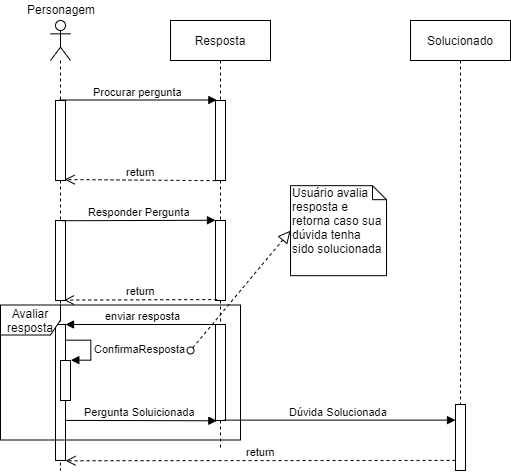 Personagem
Resposta
Solucionado
Procurar pergunta
return
Usuário avalia
resposta e
retorna caso sua
dúvida tenha
sido solucionada
Responder Pergunta
return
Avaliar
resposta
enviar resposta
ConfirmaResposta
Pergunta Soluicionada
Dúvida Solucionada
return